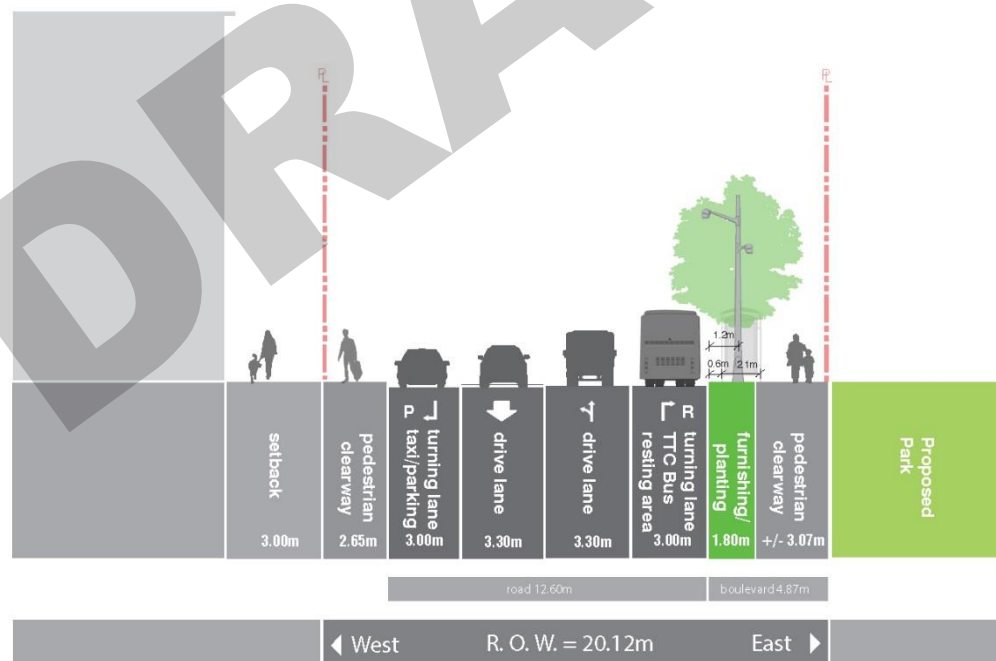 DRA
PL
PL
1.2m
0.6m
2.1m
setback
3.00m
pedestrian
clearway
2.65m
P
turning lane
taxi/parking
3.00m
drive lane
3.30m
drive lane
3.30m
R
turning lane
TTC Bus
resting area
3.00m
furnishing/
planting
1.80m
pedestrian
clearway
+/- 3.07m
Proposed
Park
road 12.60m
boulevard 4.87m
West
R. O. W. = 20.12m
East